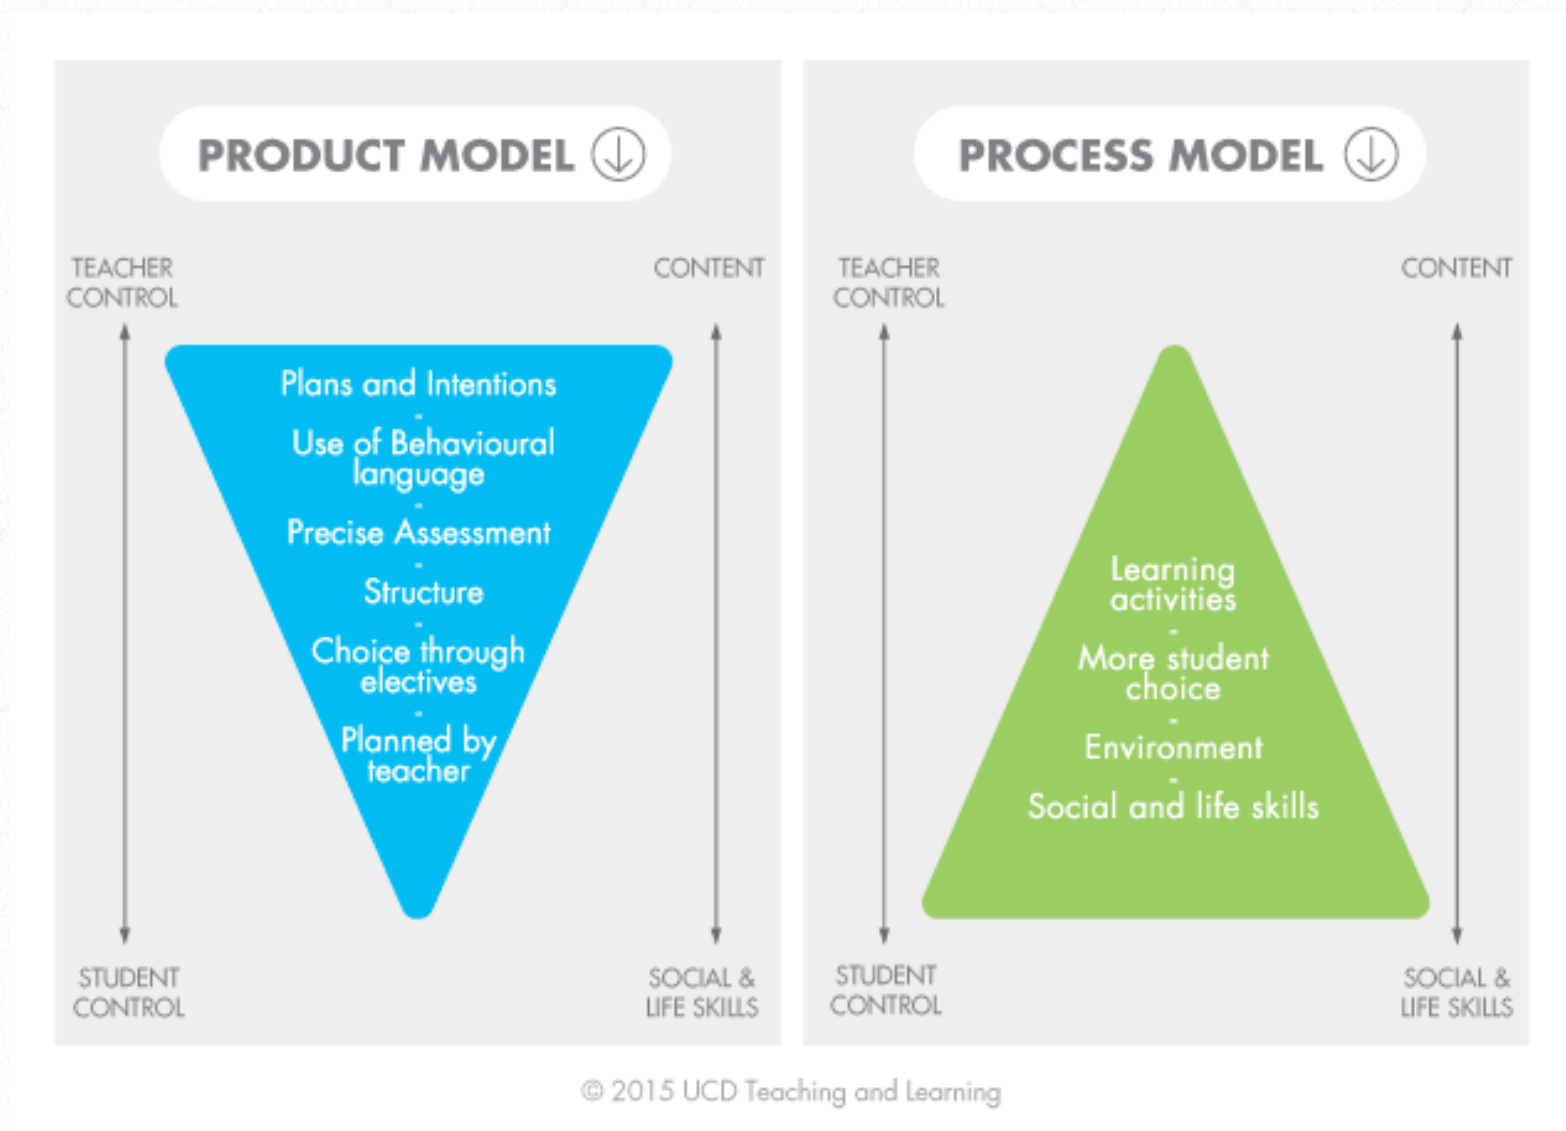 PRODUCT MODEL
TEACHER
CONTROL
CONTENT
Plans and Intentions
-
Use of Behavioural
language
-
Precise Assessment
-
Structure
-
Choice through
electives
-
Planned by
teacher
STUDENT
CONTROL
SOCIAL &
LIFE SKILLS
PROCESS MODEL
TEACHER
CONTROL
CONTENT
Learning
activities
-
More student
choice
-
Environment
-
Social and life skills
STUDENT
CONTROL
SOCIAL &
LIFE SKILLS
© 2015 UCD Teaching and Learning